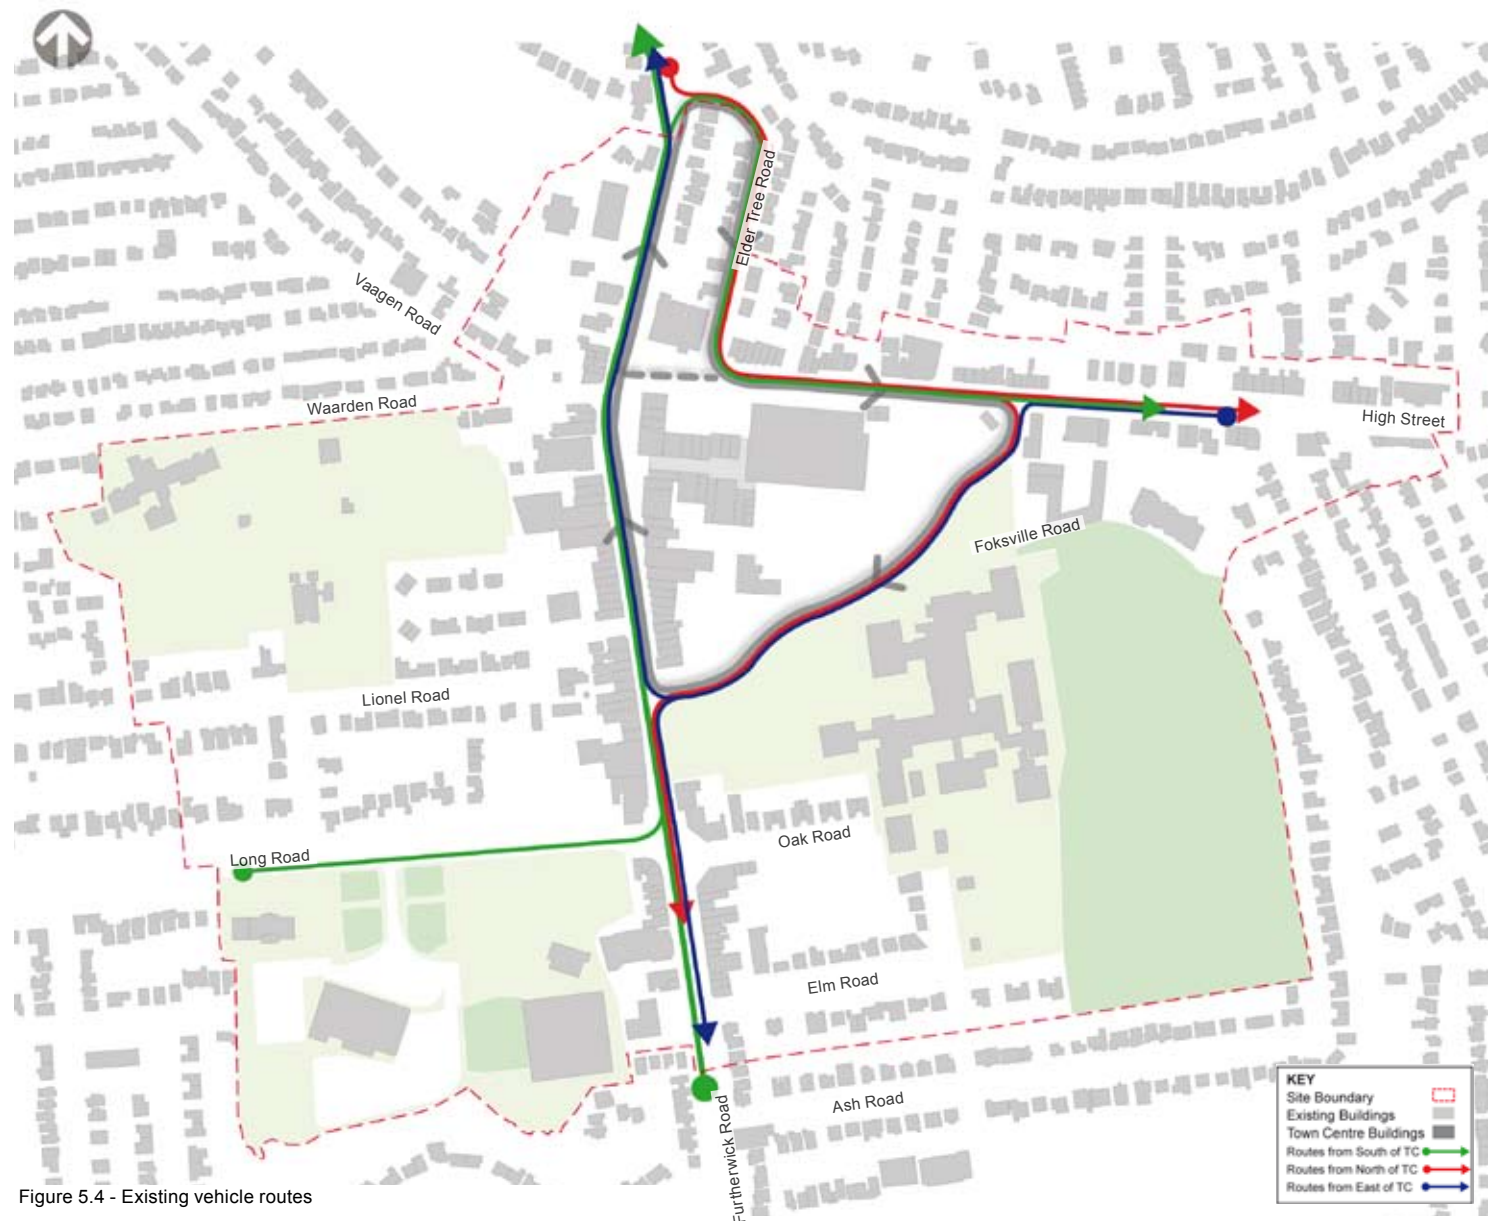 Elder Tree Road
Vaagen Road
Waarden Road
High Street
Foksville Road
Lionel Road
Oak Road
Long Road
Elm Road
Ash Road
Furtherwick Road
KEY
Site Boundary
Existing Buildings
Town Centre Buildings
Routes from South of TC
Routes from North of TC
Routes from East of TC
Figure 5.4 - Existing vehicle routes